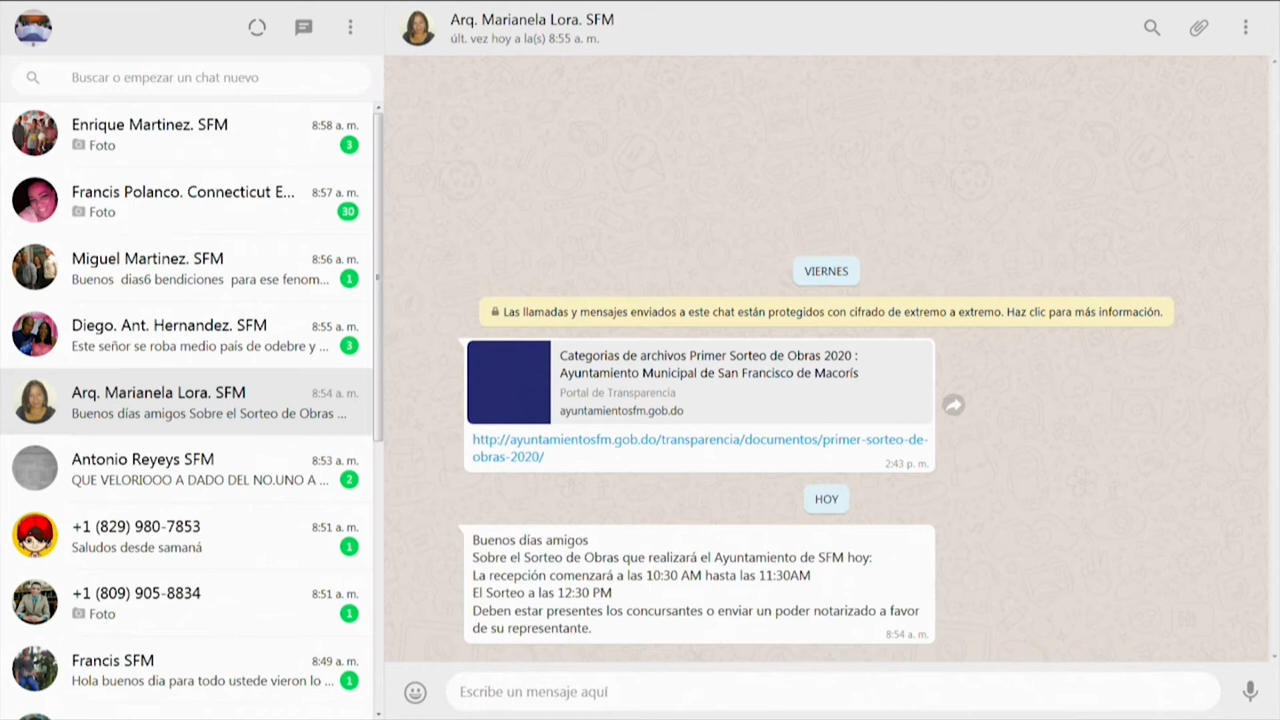 Buscar o empezar un chat nuevo
Enrique Martinez. SFM
8:58 a. m.
Foto
3
Francis Polanco. Connecticut E...
8:57 a. m.
Foto
30
Miguel Martinez. SFM
8:56 a. m.
Buenos dias6 bendiciones para ese fenom...
1
Diego. Ant. Hernandez. SFM
8:55 a. m.
Este señor se roba medio país de odebre y ...
3
Arq. Marianela Lora. SFM
8:54 a. m.
Buenos días amigos Sobre el Sorteo de Obras ...
Antonio Reyeys SFM
8:53 a. m.
QUE VELORIOOO A DADO DEL NO.UNO A ...
2
+1 (829) 980-7853
8:51 a. m.
Saludos desde samaná
1
+1 (809) 905-8834
8:51 a. m.
Foto
1
Francis SFM
8:49 a. m.
Hola buenos dia para todo ustede vieron lo ...
1
Arq. Marianela Lora. SFM
últ. vez hoy a la(s) 8:55 a. m.
VIERNES
Las llamadas y mensajes enviados a este chat están protegidos con cifrado de extremo a extremo. Haz clic para más información.
Categorias de archivos Primer Sorteo de Obras 2020 :
Ayuntamiento Municipal de San Francisco de Macorís
Portal de Transparencia
ayuntamientosfm.gob.do
http://ayuntamientosfm.gob.do/transparencia/documentos/primer-sorteo-de-
obras-2020/
2:43 p. m.
HOY
Buenos días amigos
Sobre el Sorteo de Obras que realizará el Ayuntamiento de SFM hoy:
La recepción comenzará a las 10:30 AM hasta las 11:30AM
El Sorteo a las 12:30 PM
Deben estar presentes los concursantes o enviar un poder notarizado a favor
de su representante.
8:54 a. m.
Escribe un mensaje aquí